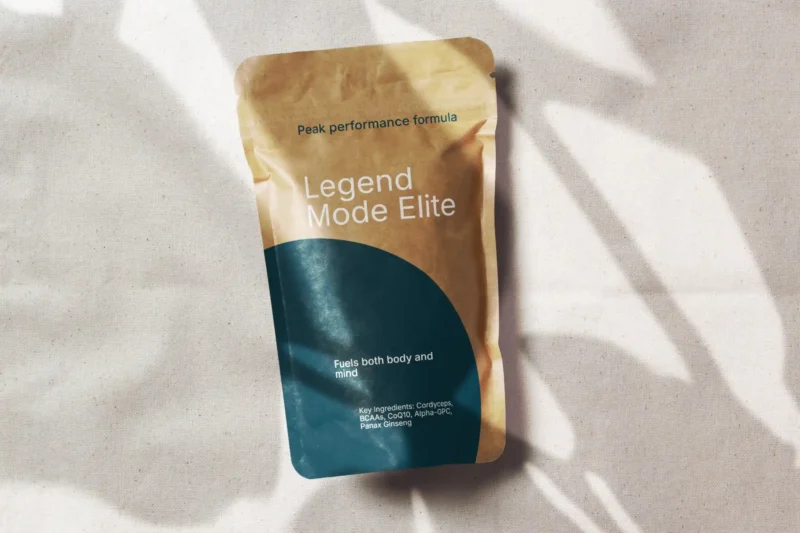 Peak performance formula
Legend
Mode Elite
Fuels both body and
mind
Key Ingredients: Cordyceps,
BCAAs, CoQ10, Alpha-GPC,
Panax Ginseng